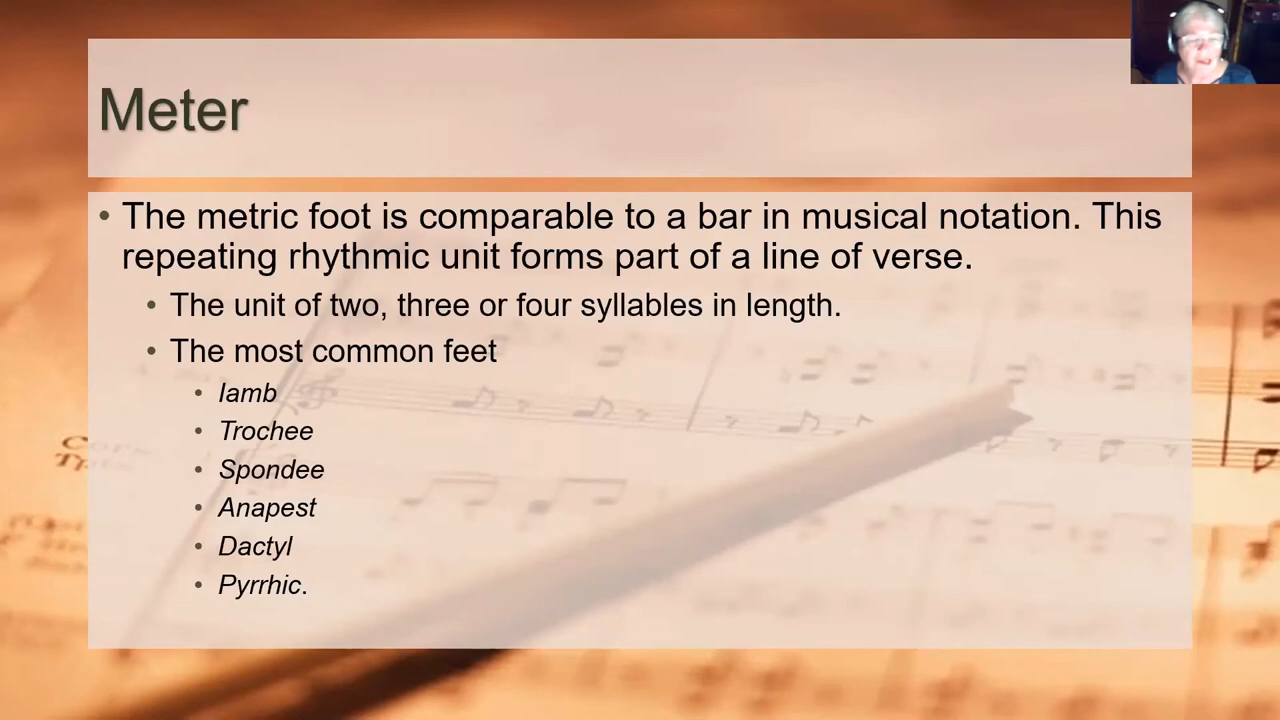 Meter
• The metric foot is comparable to a bar in musical notation. This
repeating rhythmic unit forms part of a line of verse.
• The unit of two, three or four syllables in length.
• The most common feet
• Iamb
• Trochee
• Spondee
• Anapest
• Dactyl
• Pyrrhic.